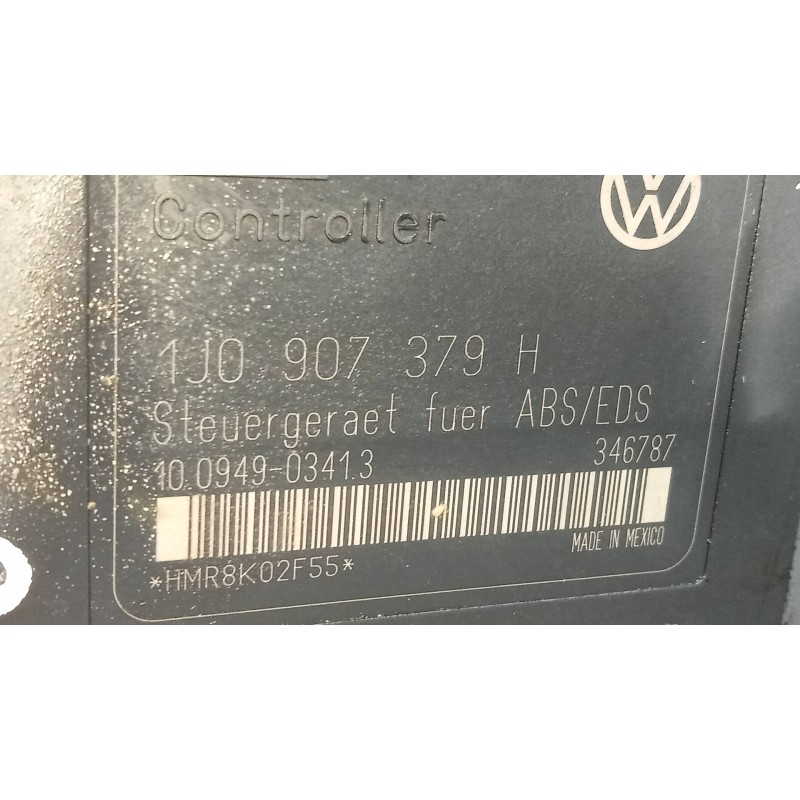 Controller
1J0 907 379 H
Steuergeraet fuer ABS/EDS
10.0949-0341.3 346787
MADE IN MEXICO
*HMR8K02F55*